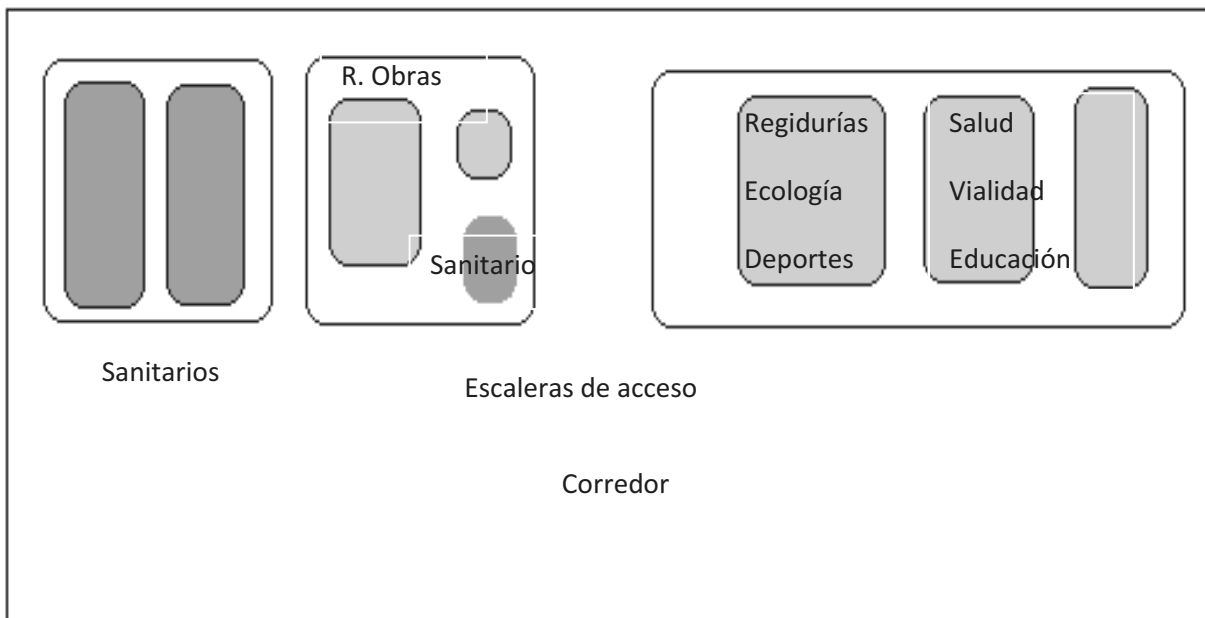 R. Obras
Regidurías Salud
Ecología Vialidad
Sanitario
Deportes Educación
Sanitarios
Escaleras de acceso
Corredor